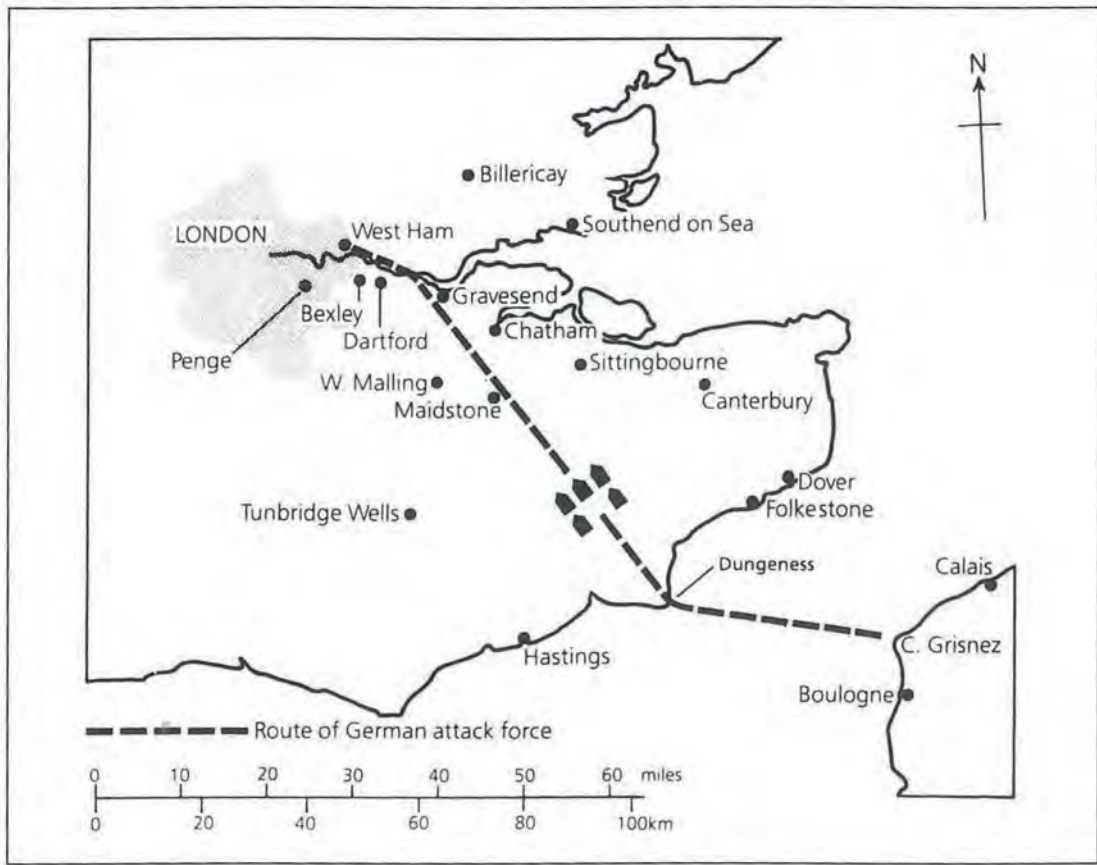 N
Billericay
Southend on Sea
LONDON
West Ham
Gravesend
Bexley
Dartford
Chatham
Penge
Sittingbourne
W. Malling
Maidstone
Canterbury
Dover
Folkestone
Tunbridge Wells
Dungeness
Calais
C. Grisnez
Hastings
Boulogne
Route of German attack force
0 10 20 30 40 50 60 miles
0 20 40 60 80 100km